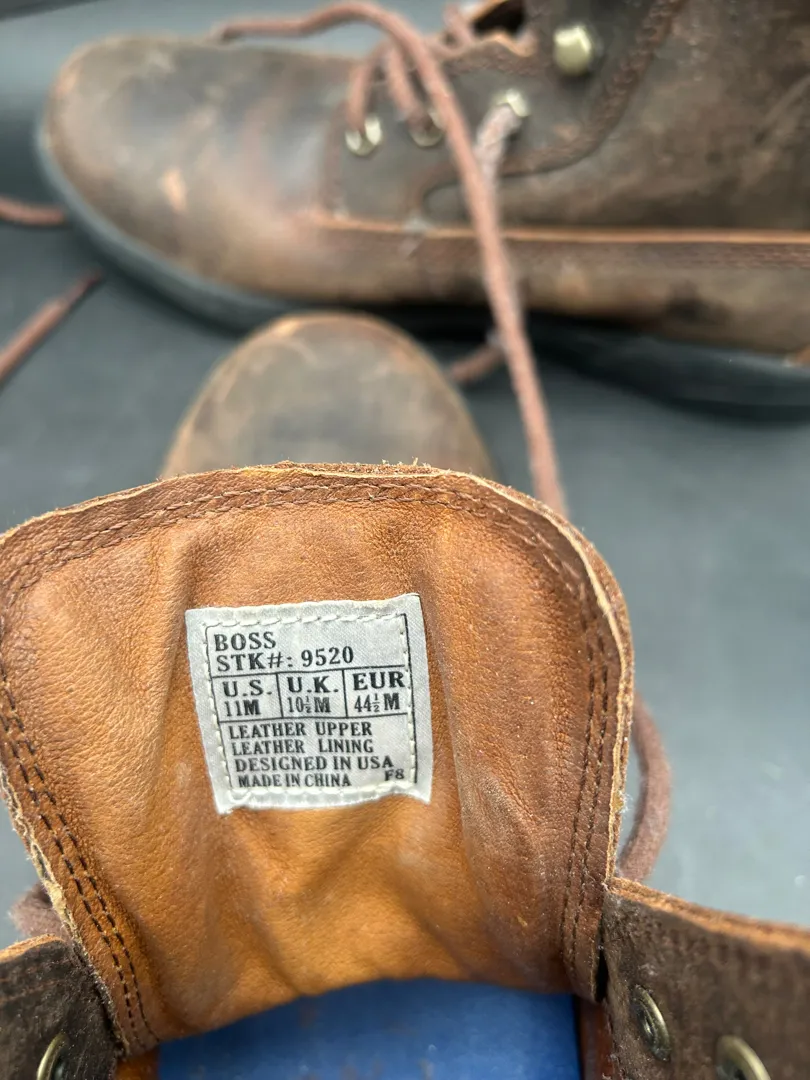 BOSS
STK#: 9520
U.S. U.K. EUR
11M 10½M 44½M
LEATHER UPPER
LEATHER LINING
DESIGNED IN USA
MADE IN CHINA F8